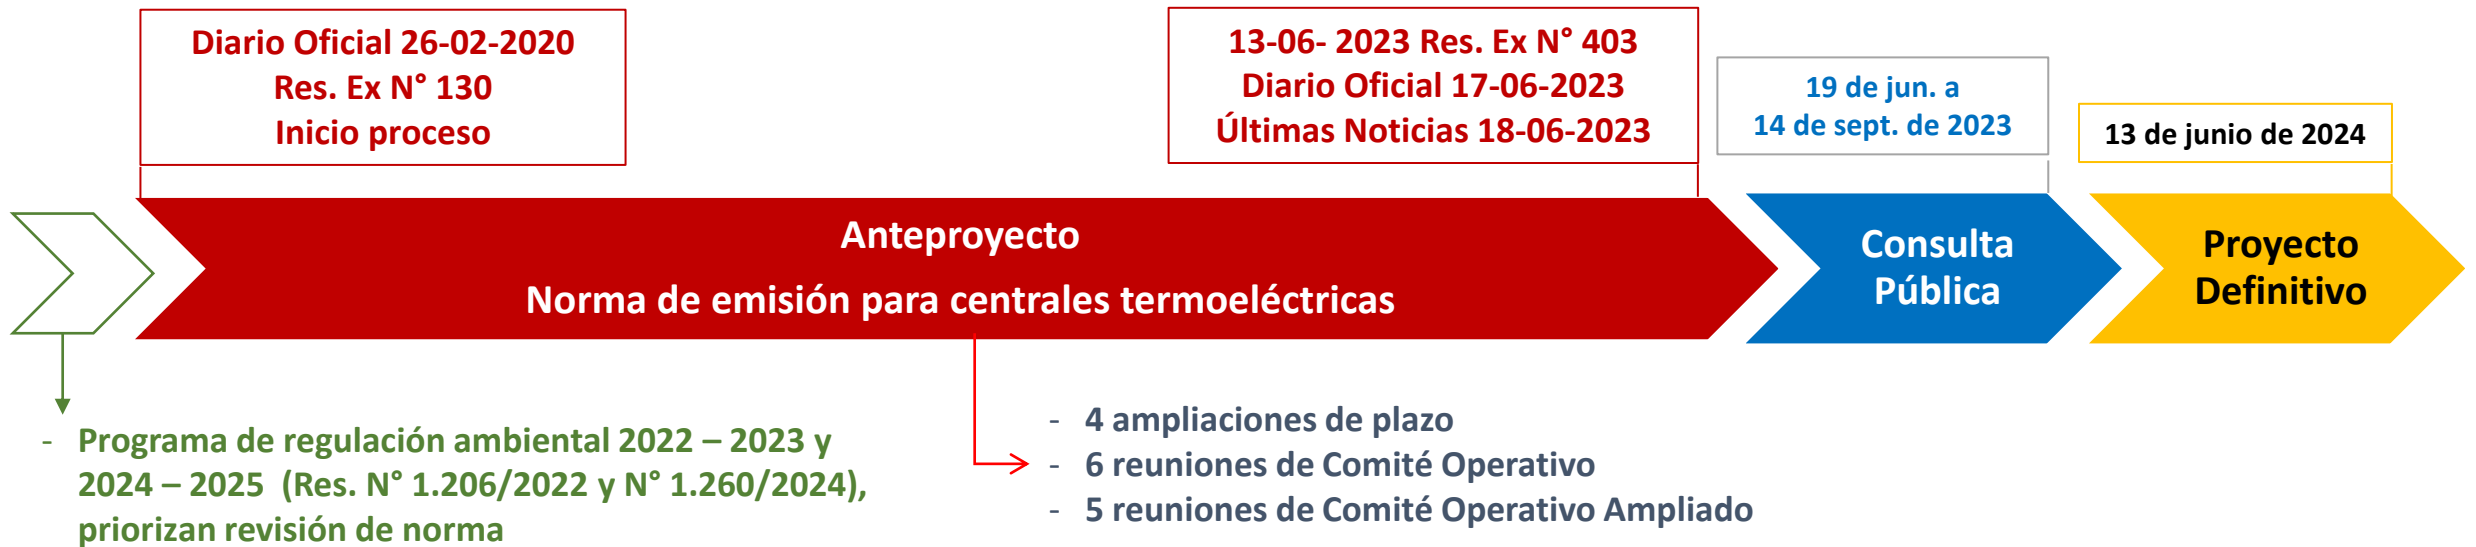 Diario Oficial 26-02-2020
Res. Ex N° 130
Inicio proceso
13-06- 2023 Res. Ex N° 403
Diario Oficial 17-06-2023
Últimas Noticias 18-06-2023
19 de jun. a
14 de sept. de 2023
13 de junio de 2024
Anteproyecto
Norma de emisión para centrales termoeléctricas
Consulta
Pública
Proyecto
Definitivo
- Programa de regulación ambiental 2022 – 2023 y
2024 – 2025 (Res. N° 1.206/2022 y N° 1.260/2024),
priorizan revisión de norma
- 4 ampliaciones de plazo
- 6 reuniones de Comité Operativo
- 5 reuniones de Comité Operativo Ampliado